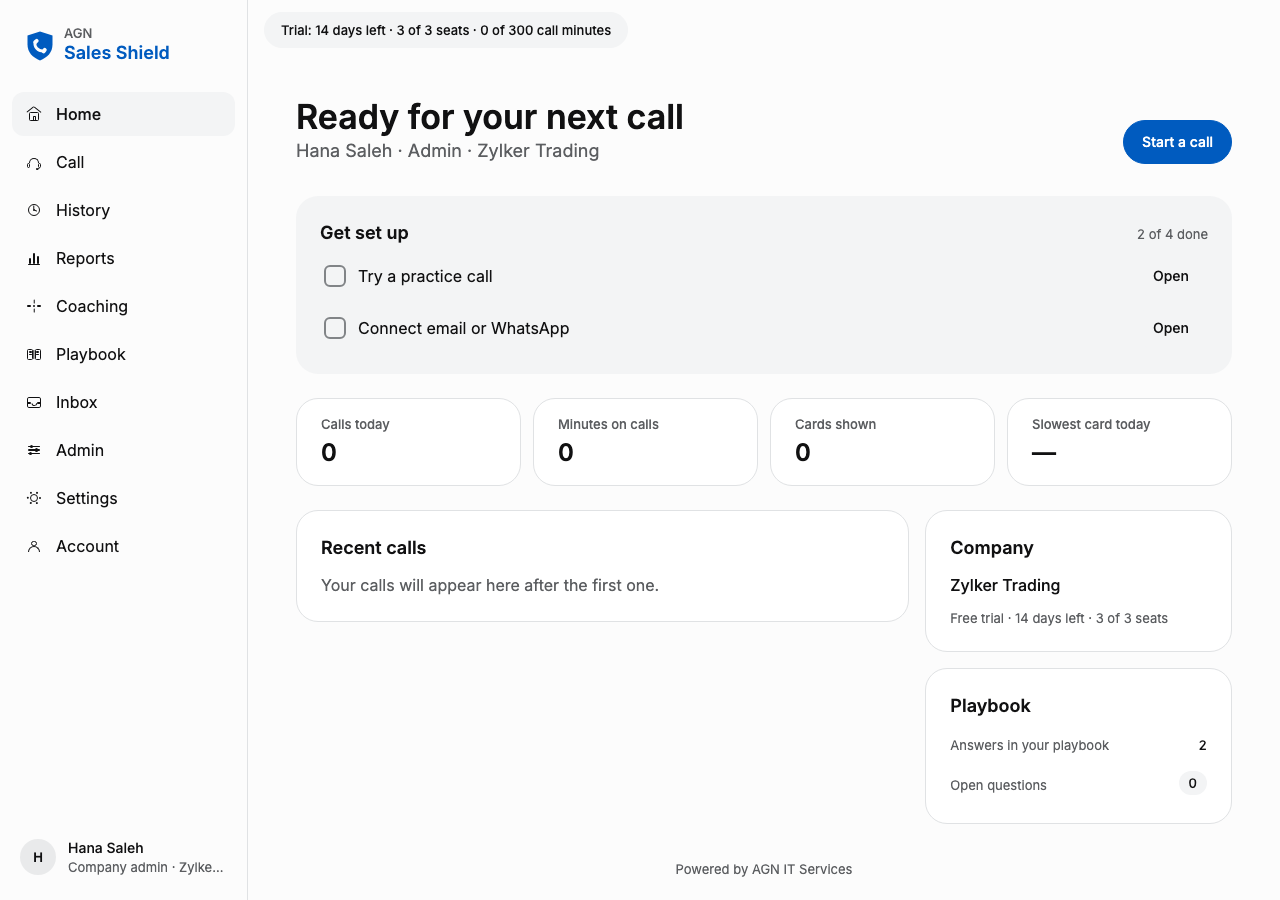 AGN
Sales Shield
Home
Call
History
Reports
Coaching
Playbook
Inbox
Admin
Settings
Account
H
Hana Saleh
Company admin · Zylke...
Trial: 14 days left · 3 of 3 seats · 0 of 300 call minutes
Ready for your next call
Hana Saleh · Admin · Zylker Trading
Start a call
Get set up
2 of 4 done
Try a practice call
Open
Connect email or WhatsApp
Open
Calls today
0
Minutes on calls
0
Cards shown
0
Slowest card today
—
Recent calls
Your calls will appear here after the first one.
Company
Zylker Trading
Free trial · 14 days left · 3 of 3 seats
Playbook
Answers in your playbook
2
Open questions
0
Powered by AGN IT Services